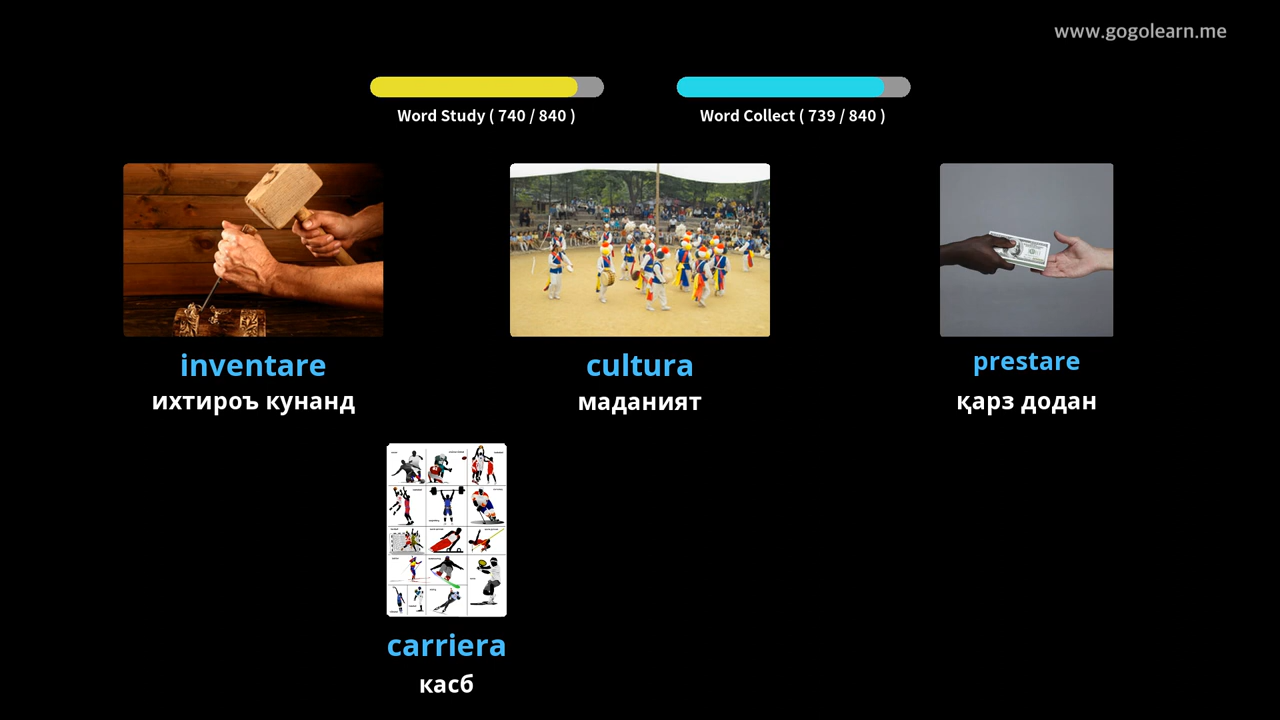 www.gogolearn.me
Word Study ( 740 / 840 )
Word Collect ( 739 / 840 )
inventare
cultura
prestare
ихтироъ кунанд
маданият
қарз додан
carriera
касб